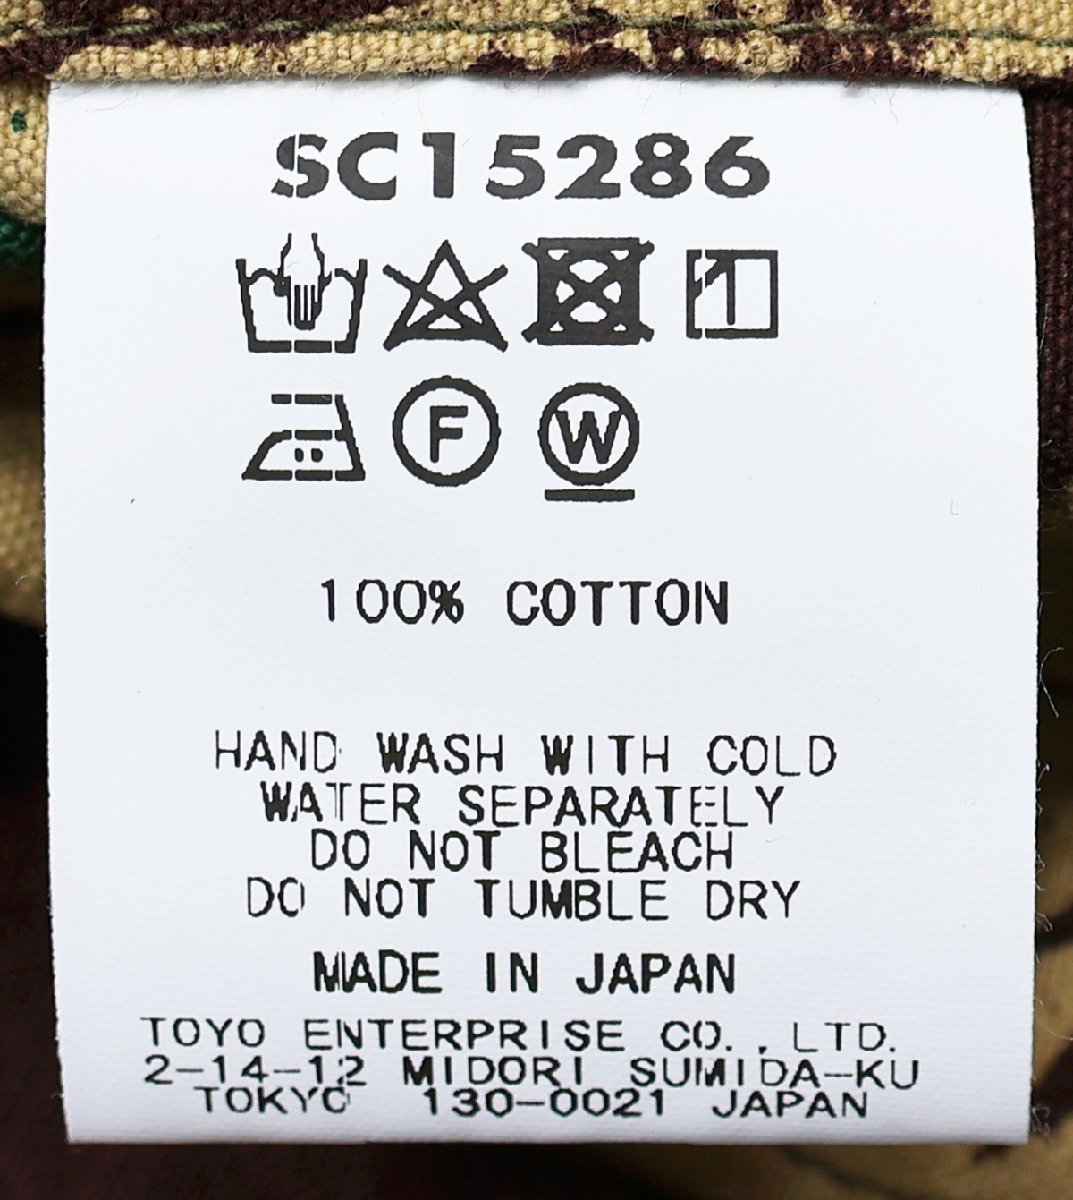 SC15286
F W
100% COTTON
HAND WASH WITH COLD
WATER SEPARATELY
DO NOT BLEACH
DO NOT TUMBLE DRY
MADE IN JAPAN
TOYO ENTERPRISE CO., LTD.
2-14-12 MIDORI SUMIDA-KU
TOKYO 130-0021 JAPAN